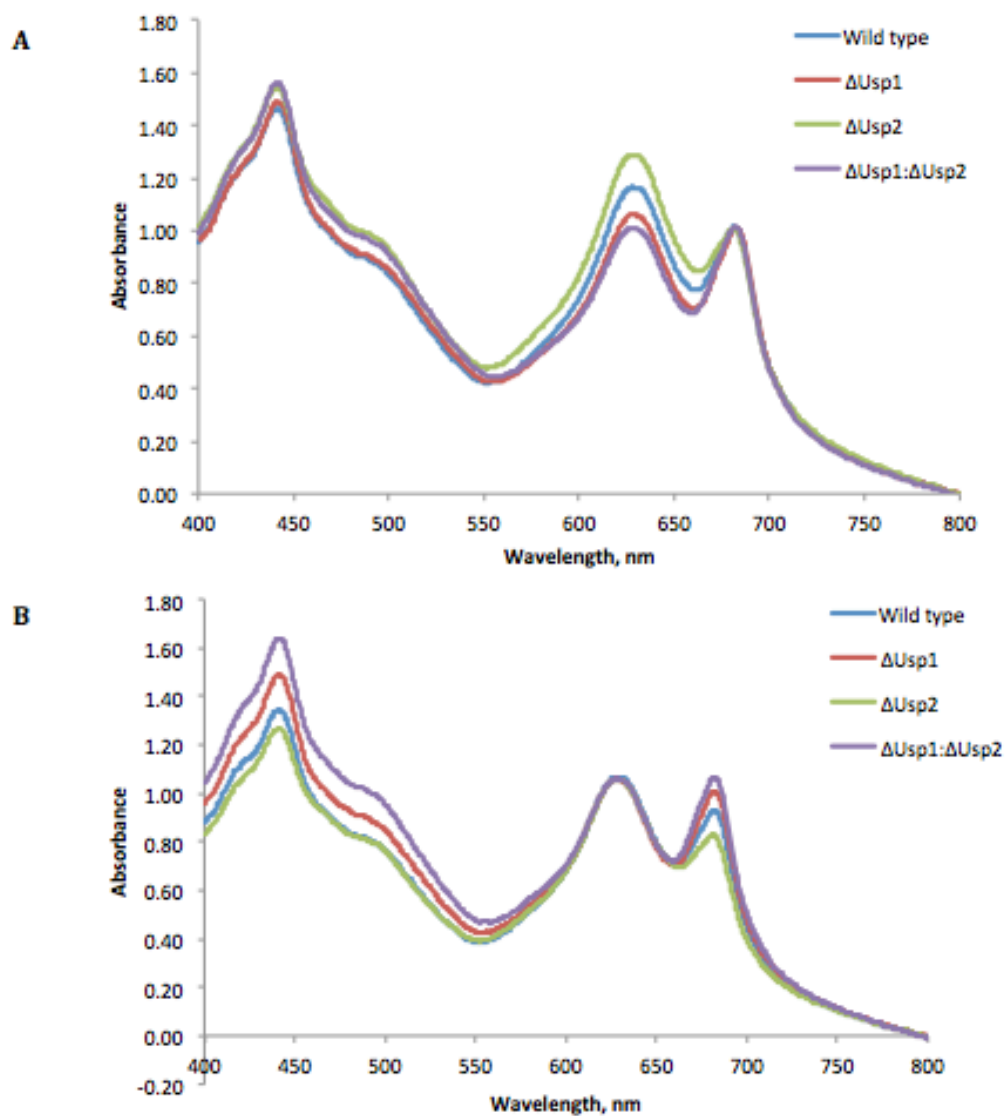 A
1.80
1.60
1.40
1.20
1.00
0.80
0.60
0.40
0.20
0.00
Absorbance
400 450 500 550 600 650 700 750 800
Wavelength, nm
Wild type
ΔUsp1
ΔUsp2
ΔUsp1:ΔUsp2
B
1.80
1.60
1.40
1.20
1.00
0.80
0.60
0.40
0.20
0.00
-0.20
Absorbance
400 450 500 550 600 650 700 750 800
Wavelength, nm
Wild type
ΔUsp1
ΔUsp2
ΔUsp1:ΔUsp2